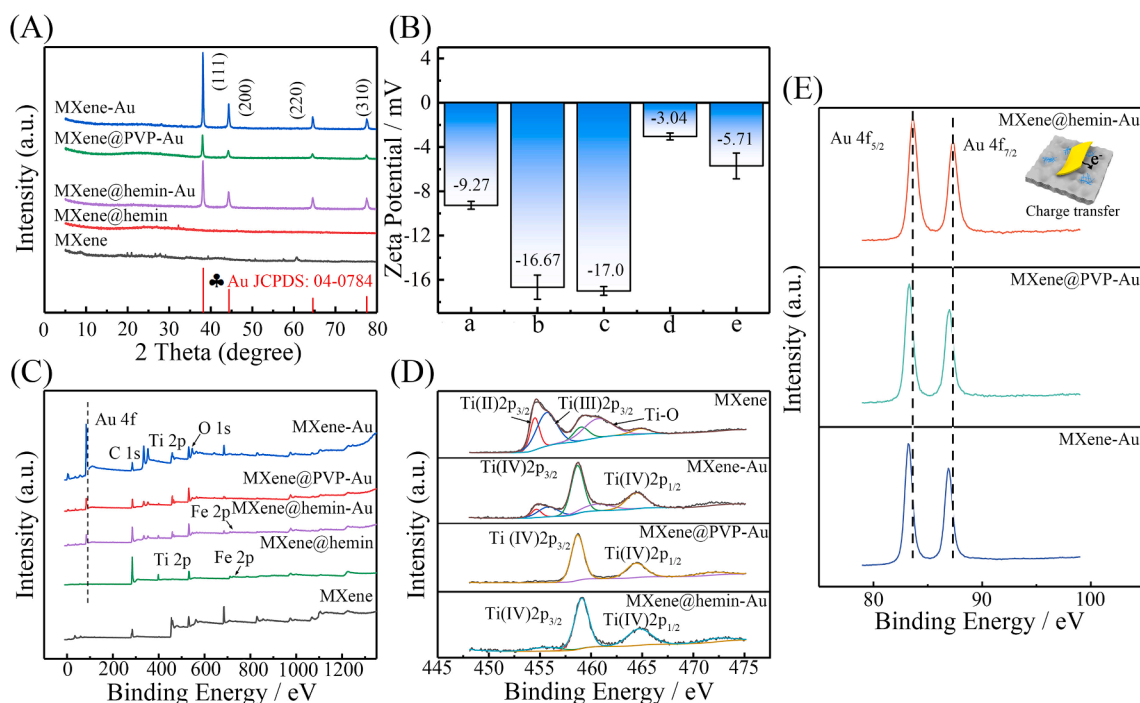 (A)
Intensity (a.u.)
MXene-Au
MXene@PVP-Au
MXene@hemin-Au
MXene@hemin
MXene
(111)
(200)
(220)
(310)
♣ Au JCPDS: 04-0784
0 10 20 30 40 50 60 70 80
2 Theta (degree)
(B)
Zeta Potential / mV
4
0
-4
-8
-12
-16
-9.27
-16.67
-17.0
-3.04
-5.71
a b c d e
(C)
Intensity (a.u.)
Au 4f
C 1s
Ti 2p
O 1s
MXene-Au
MXene@PVP-Au
MXene@hemin-Au
Fe 2p
MXene@hemin
Ti 2p
Fe 2p
MXene
0 200 400 600 800 1000 1200
Binding Energy / eV
(D)
Intensity (a.u.)
MXene
Ti(II)2p3/2
Ti(III)2p3/2
Ti-O
MXene-Au
Ti(IV)2p3/2
Ti(IV)2p1/2
MXene@PVP-Au
Ti (IV)2p3/2
Ti(IV)2p1/2
MXene@hemin-Au
Ti(IV)2p3/2
Ti(IV)2p1/2
445 450 455 460 465 470 475
Binding Energy / eV
(E)
Intensity (a.u.)
MXene@hemin-Au
Au 4f5/2
Au 4f7/2
e-
Charge transfer
MXene@PVP-Au
MXene-Au
80 90 100
Binding Energy / eV